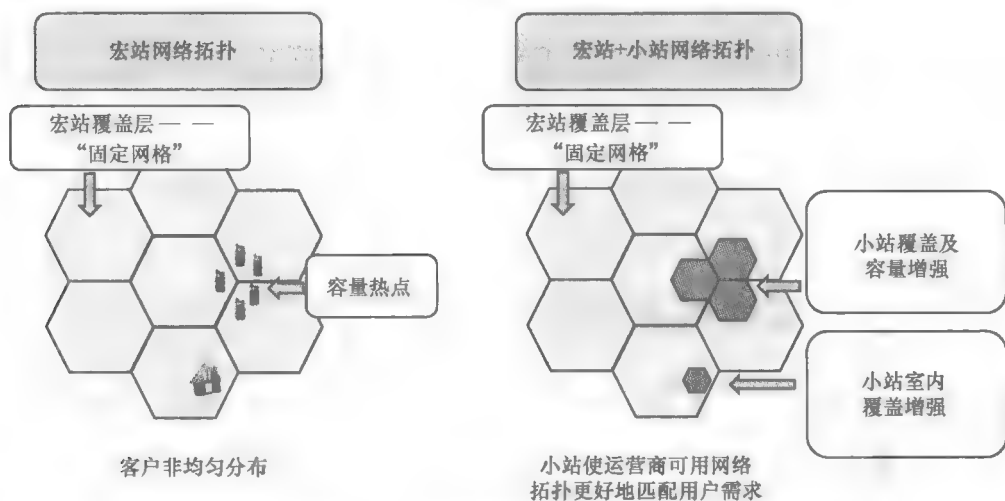 宏站网络拓扑
宏站覆盖层——
“固定网格”
容量热点
客户非均匀分布
宏站+小站网络拓扑
宏站覆盖层——
“固定网格”
小站覆盖及
容量增强
小站室内
覆盖增强
小站使运营商可用网络
拓扑更好地匹配用户需求